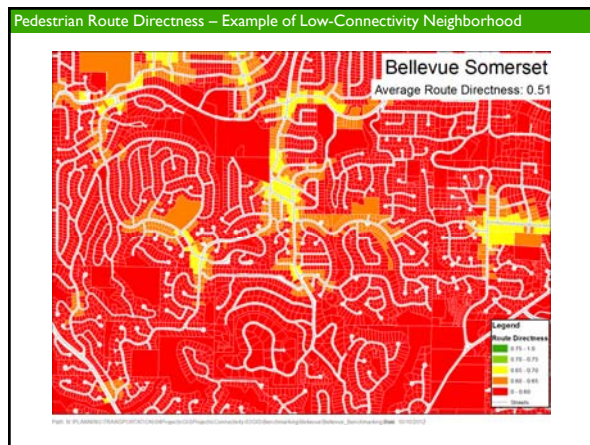 Pedestrian Route Directness – Example of Low-Connectivity Neighborhood
Bellevue Somerset
Average Route Directness: 0.51
Legend
Route Directness
0.75 - 1.0
0.70 - 0.75
0.65 - 0.70
0.60 - 0.65
0 - 0.60
Streets